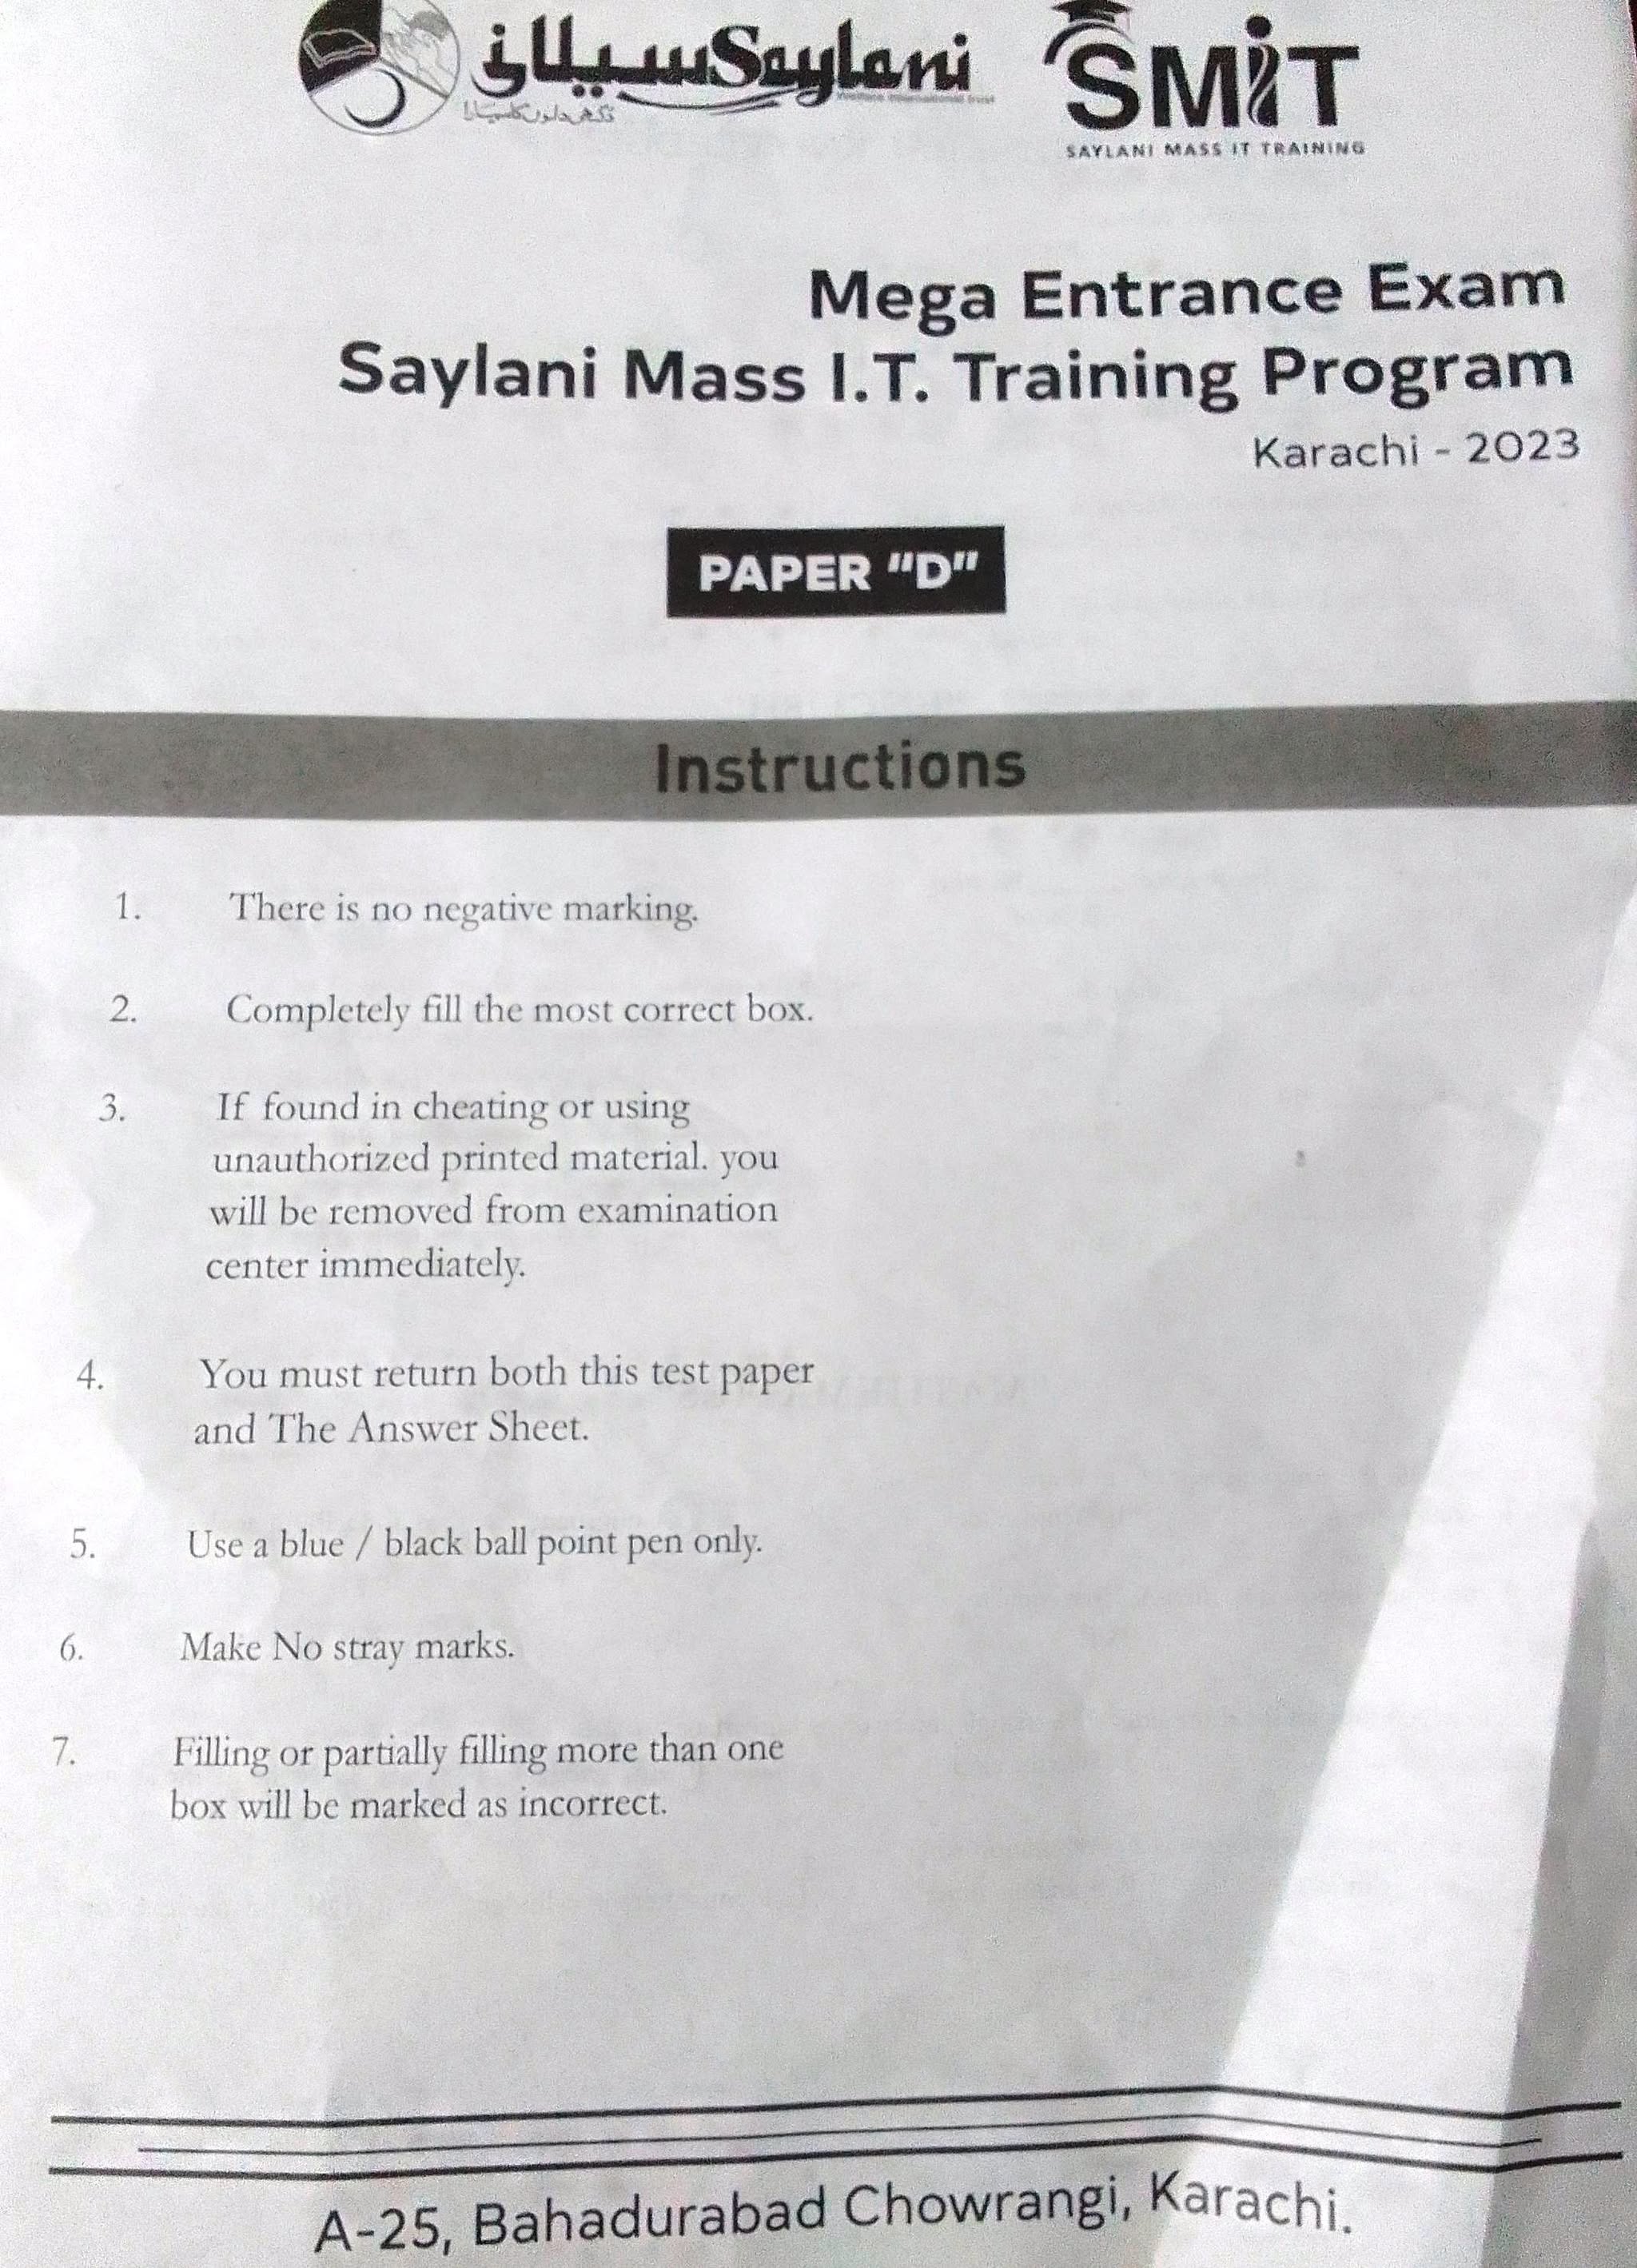 سیلانی Saylani
SMIT
SAYLANI MASS IT TRAINING
Mega Entrance Exam
Saylani Mass I.T. Training Program
Karachi - 2023
PAPER "D"
Instructions
1. There is no negative marking.
2. Completely fill the most correct box.
3. If found in cheating or using
unauthorized printed material. you
will be removed from examination
center immediately.
4. You must return both this test paper
and The Answer Sheet.
5. Use a blue / black ball point pen only.
6. Make No stray marks.
7. Filling or partially filling more than one
box will be marked as incorrect.
A-25, Bahadurabad Chowrangi, Karachi.